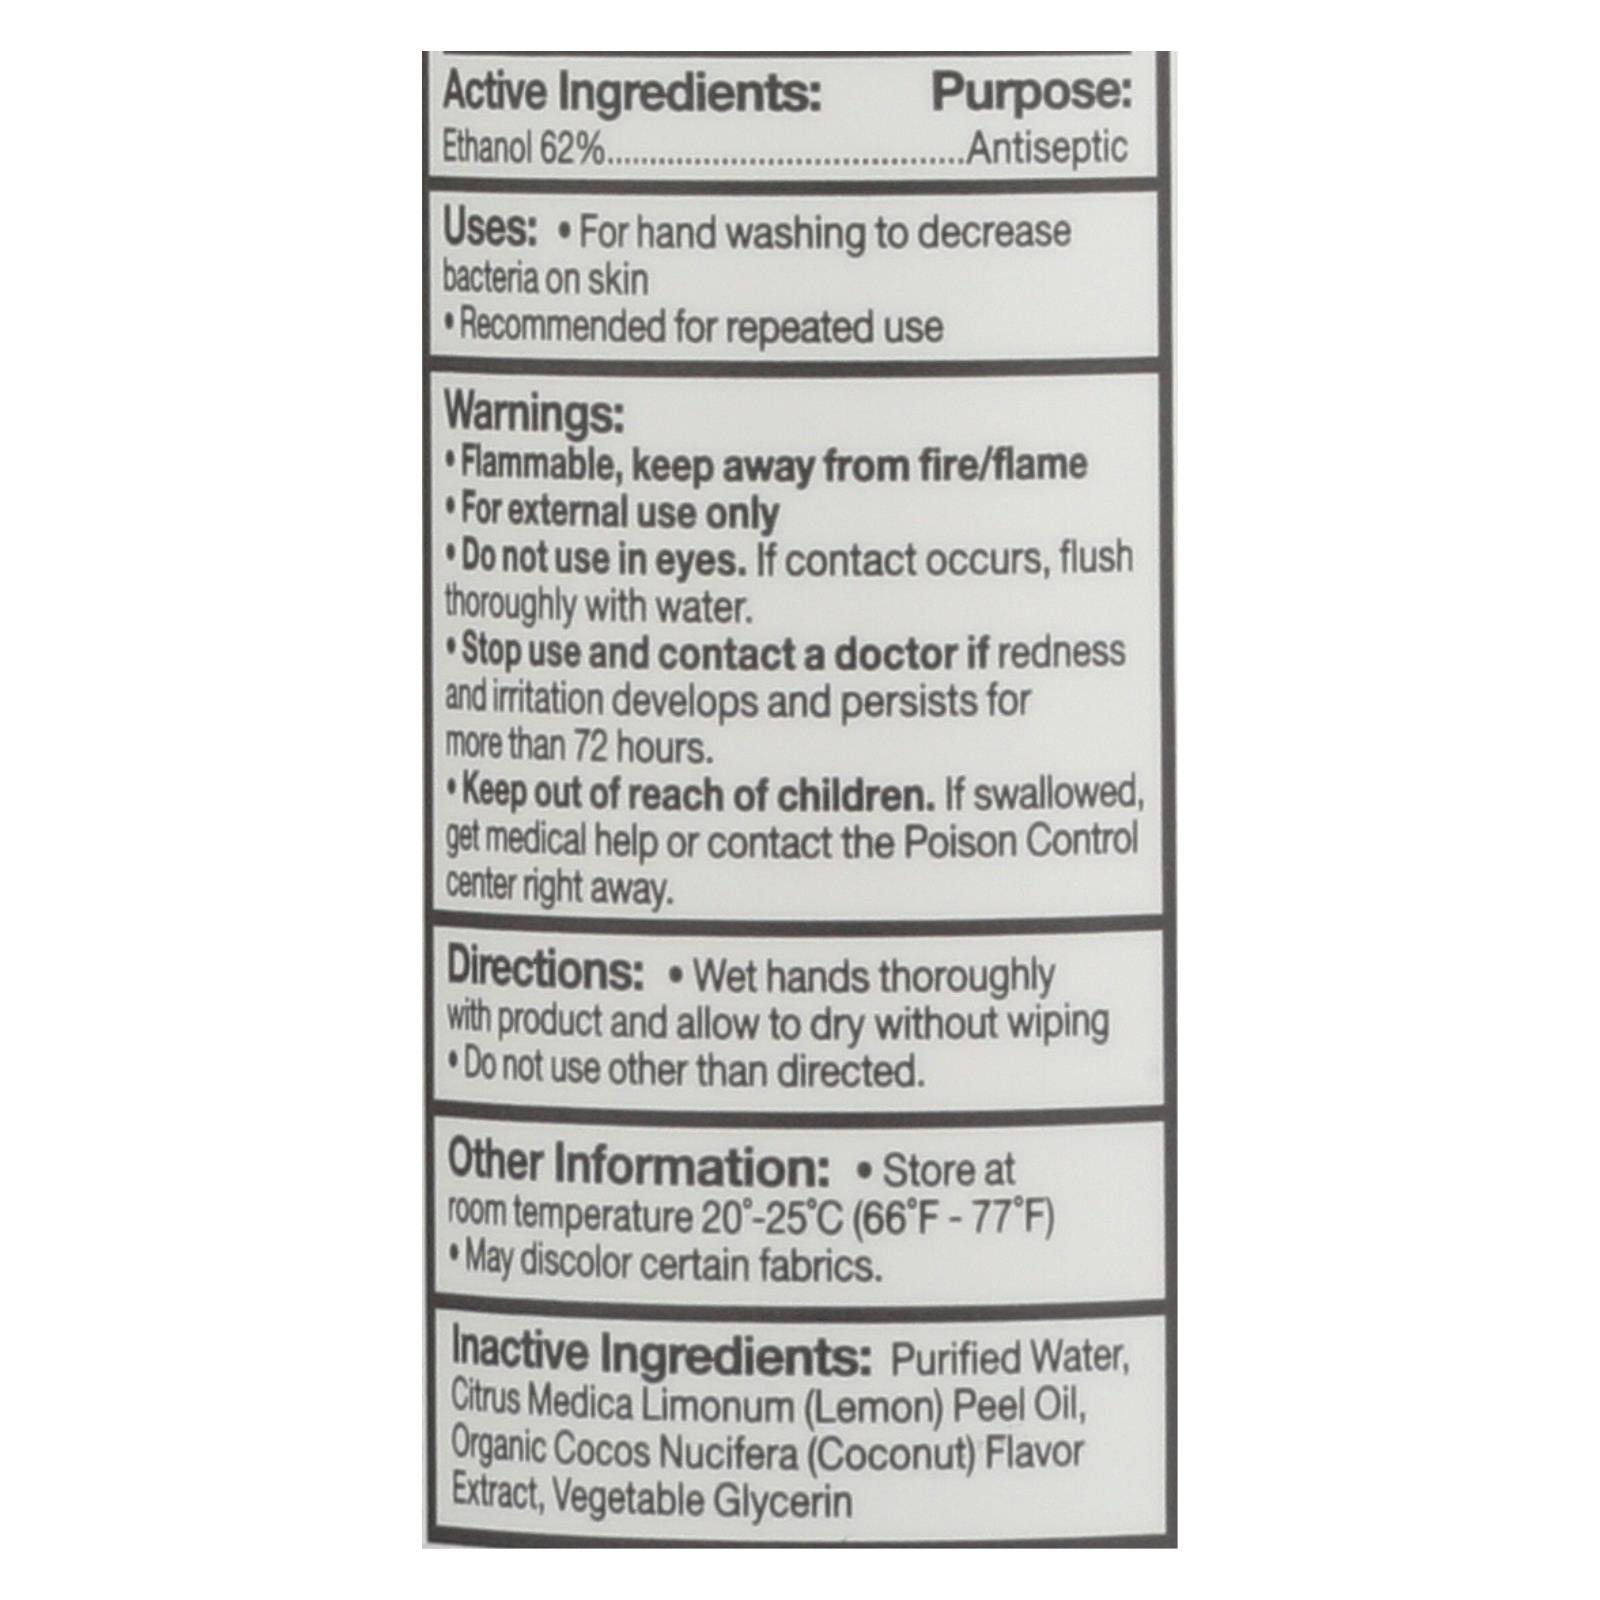 Active Ingredients: Purpose:
Ethanol 62%..........................................Antiseptic
Uses: • For hand washing to decrease
bacteria on skin
• Recommended for repeated use
Warnings:
• Flammable, keep away from fire/flame
• For external use only
• Do not use in eyes. If contact occurs, flush
thoroughly with water.
• Stop use and contact a doctor if redness
and irritation develops and persists for
more than 72 hours.
• Keep out of reach of children. If swallowed,
get medical help or contact the Poison Control
center right away.
Directions: • Wet hands thoroughly
with product and allow to dry without wiping
• Do not use other than directed.
Other Information: • Store at
room temperature 20°-25°C (66°F - 77°F)
• May discolor certain fabrics.
Inactive Ingredients: Purified Water,
Citrus Medica Limonum (Lemon) Peel Oil,
Organic Cocos Nucifera (Coconut) Flavor
Extract, Vegetable Glycerin